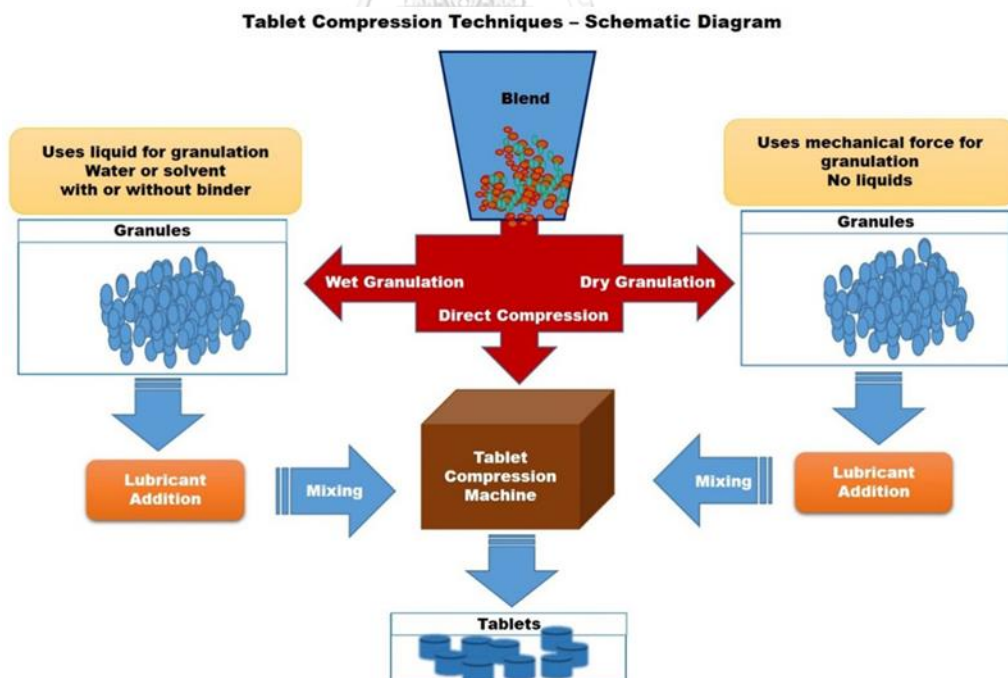 Tablet Compression Techniques – Schematic Diagram
Blend
Uses liquid for granulation
Water or solvent
with or without binder
Uses mechanical force for
granulation
No liquids
Granules
Granules
Wet Granulation
Dry Granulation
Direct Compression
Lubricant
Addition
Mixing
Tablet
Compression
Machine
Mixing
Lubricant
Addition
Tablets